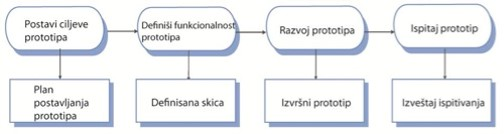 Postavi ciljeve
prototipa
Definiši funkcionalnost
prototipa
Razvoj prototipa
Ispitaj prototip
Plan
postavljanja
prototipa
Definisana skica
Izvršni prototip
Izveštaj ispitivanja